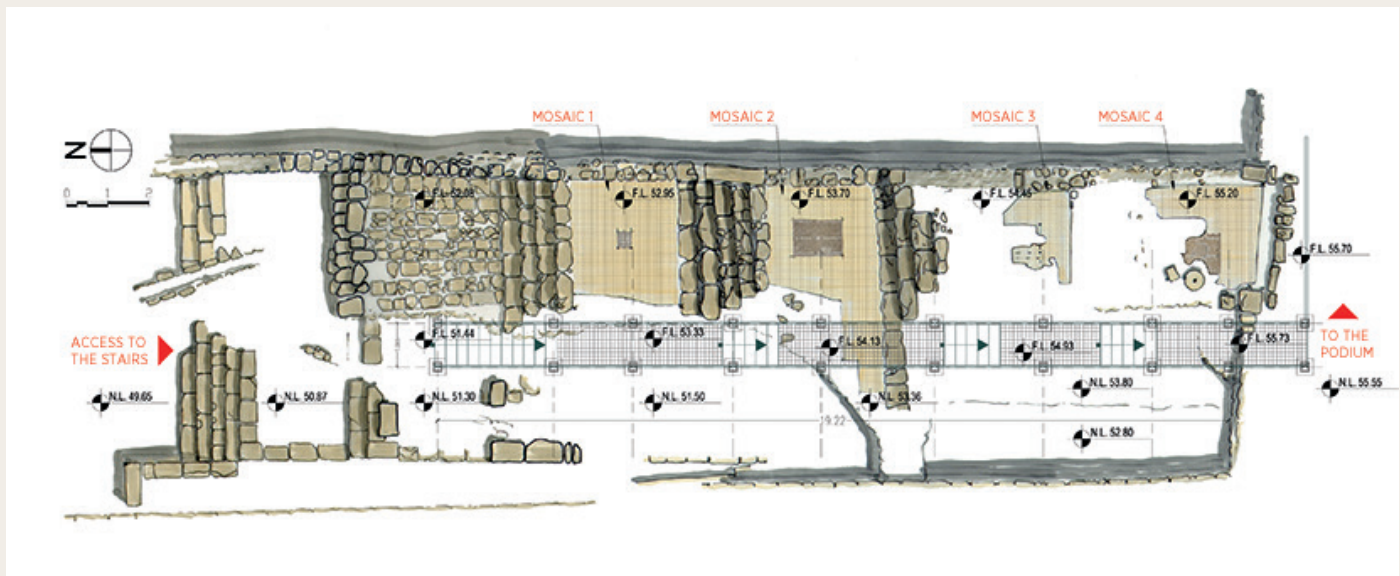 MOSAIC 1
MOSAIC 2
MOSAIC 3
MOSAIC 4
N
0 1 2
F.L. 52.08
F.L. 52.95
F.L. 53.70
F.L. 54.45
F.L. 55.20
F.L. 55.70
ACCESS TO
THE STAIRS
F.L. 51.44
F.L. 53.33
F.L. 54.13
F.L. 54.93
F.L. 55.73
TO THE
PODIUM
N.L. 49.65
N.L. 50.87
N.L. 51.30
N.L. 51.50
N.L. 53.36
N.L. 53.80
N.L. 55.55
19.22
N.L. 52.80